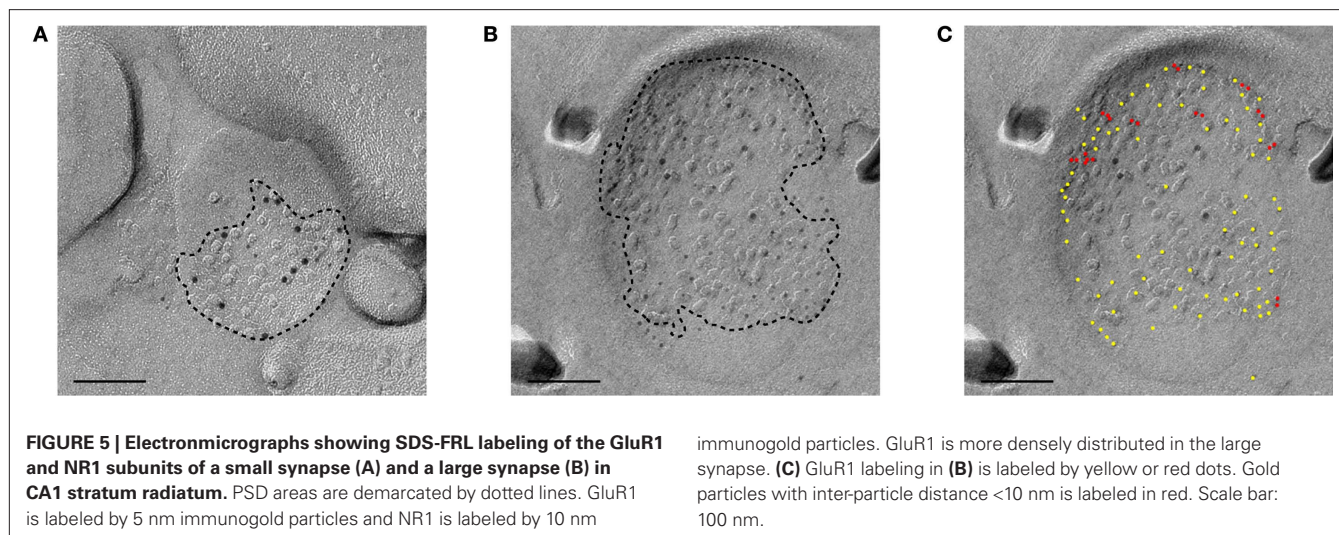 A
B
C
FIGURE 5 | Electronmicrographs showing SDS-FRL labeling of the GluR1
and NR1 subunits of a small synapse (A) and a large synapse (B) in
CA1 stratum radiatum. PSD areas are demarcated by dotted lines. GluR1
is labeled by 5 nm immunogold particles and NR1 is labeled by 10 nm
immunogold particles. GluR1 is more densely distributed in the large
synapse. (C) GluR1 labeling in (B) is labeled by yellow or red dots. Gold
particles with inter-particle distance <10 nm is labeled in red. Scale bar:
100 nm.